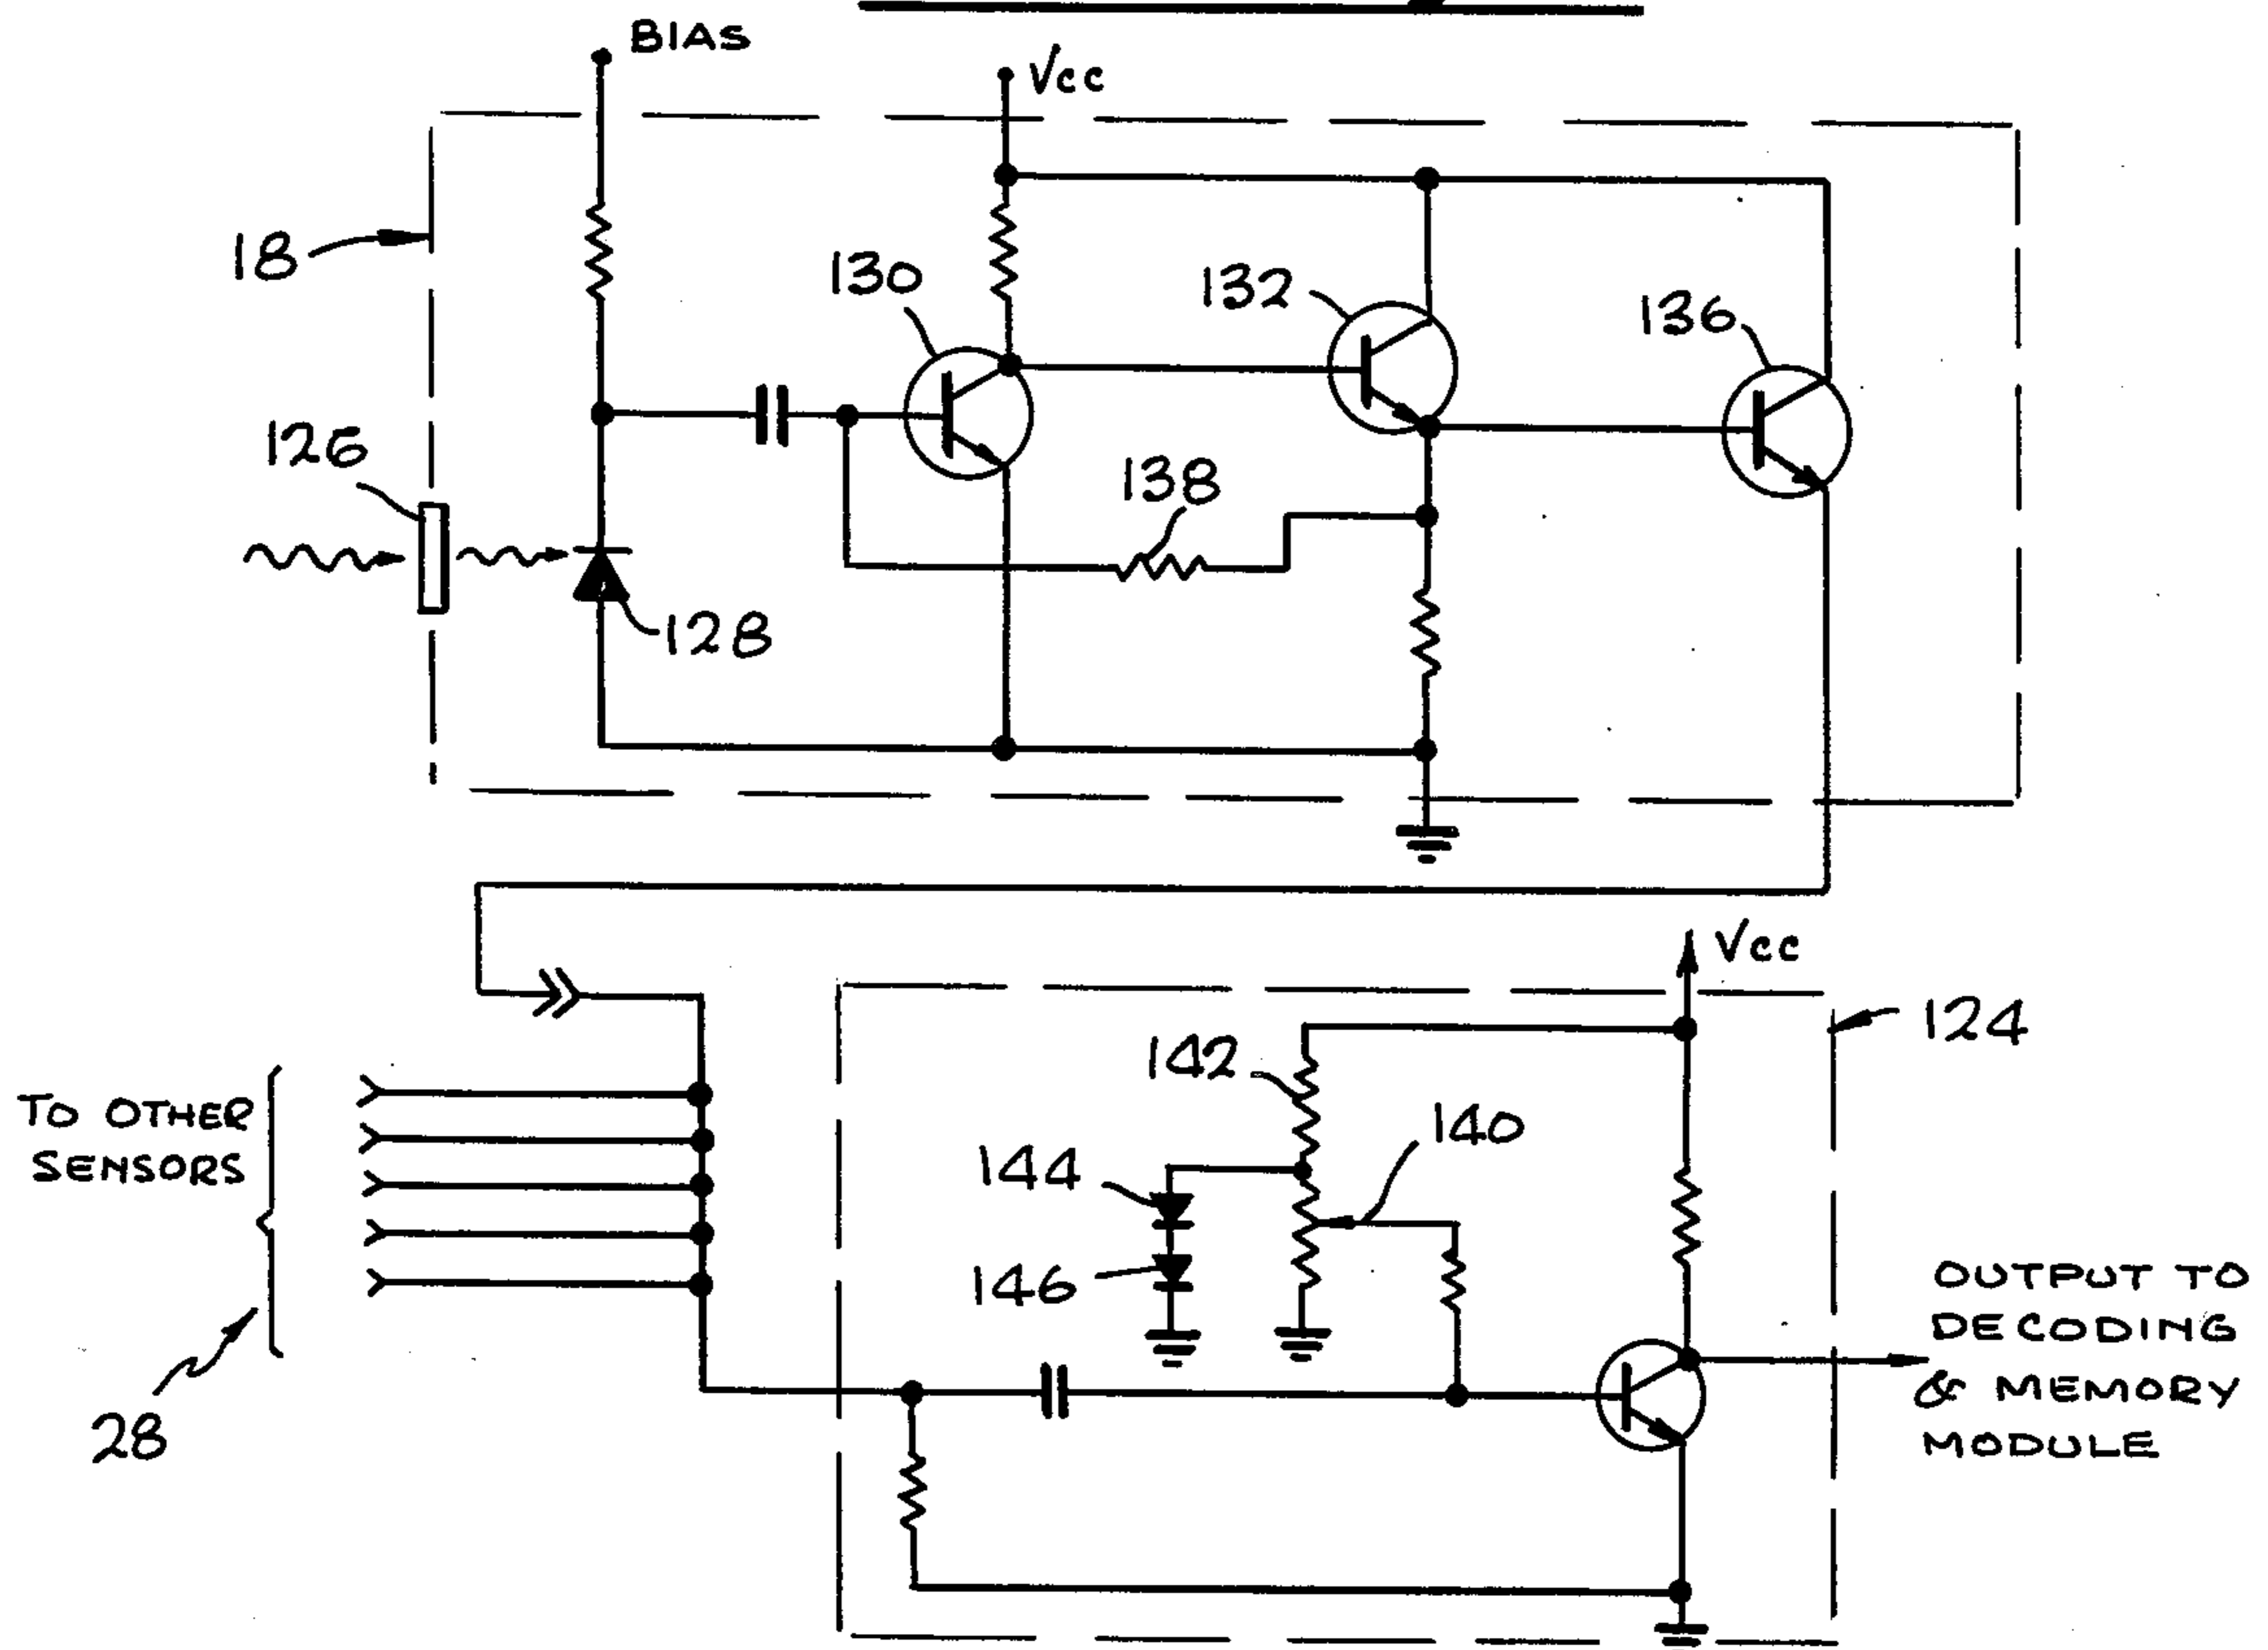 BIAS
Vcc
18
130
132
136
126
138
128
Vcc
124
142
140
TO OTHER
SENSORS
144
146
OUTPUT TO
DECODING
& MEMORY
MODULE
28